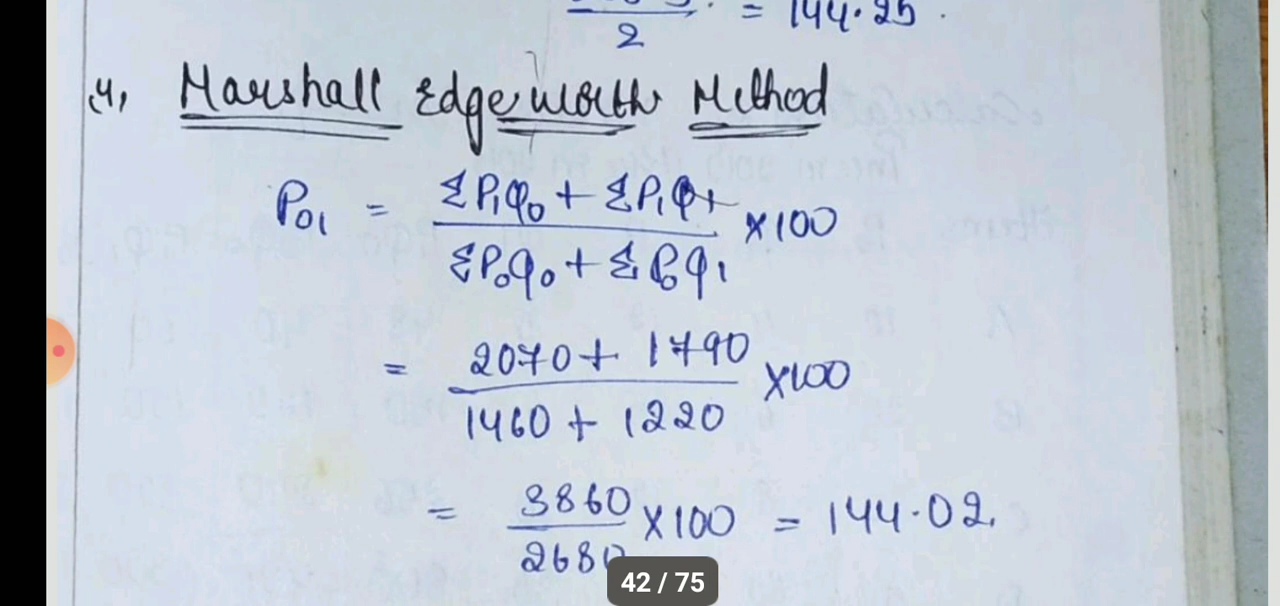 2 = 144.25.
(4) Marshall Edgeworth Method
P01 = ΣP1q0 + ΣP1q1 / ΣP0q0 + ΣP0q1 ×100
= 2070 + 1790 / 1460 + 1220 ×100
= 3860 / 2680 ×100 = 144.02.
42 / 75